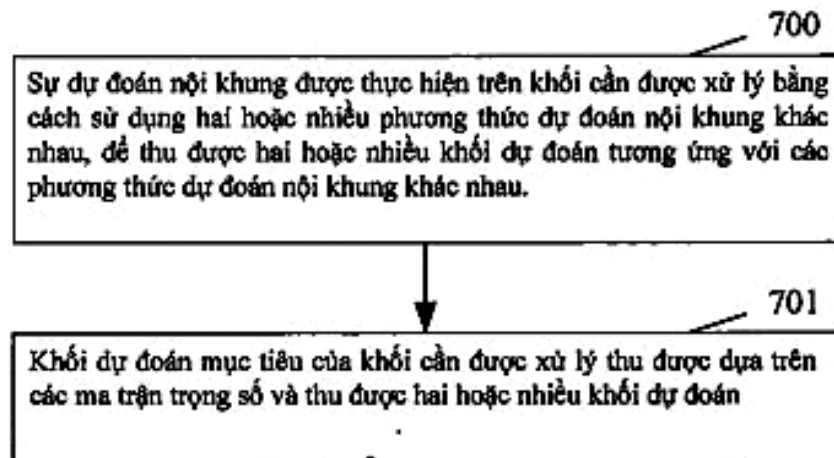 700
Sự dự đoán nội khung được thực hiện trên khối cần được xử lý bằng
cách sử dụng hai hoặc nhiều phương thức dự đoán nội khung khác
nhau, để thu được hai hoặc nhiều khối dự đoán tương ứng với các
phương thức dự đoán nội khung khác nhau.
701
Khối dự đoán mục tiêu của khối cần được xử lý thu được dựa trên
các ma trận trọng số và thu được hai hoặc nhiều khối dự đoán